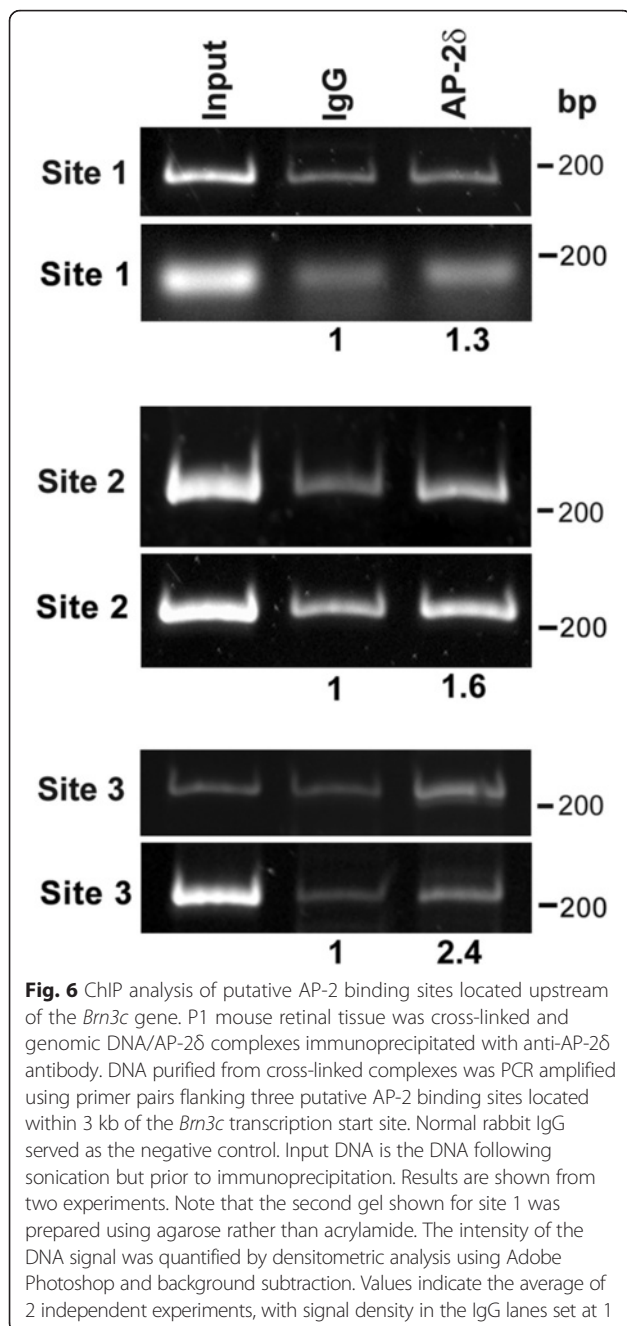 Input IgG AP-2δ bp
Site 1 –200
Site 1 –200
1 1.3
Site 2 –200
Site 2 –200
1 1.6
Site 3 –200
Site 3 –200
1 2.4
Fig. 6 ChIP analysis of putative AP-2 binding sites located upstream
of the Brn3c gene. P1 mouse retinal tissue was cross-linked and
genomic DNA/AP-2δ complexes immunoprecipitated with anti-AP-2δ
antibody. DNA purified from cross-linked complexes was PCR amplified
using primer pairs flanking three putative AP-2 binding sites located
within 3 kb of the Brn3c transcription start site. Normal rabbit IgG
served as the negative control. Input DNA is the DNA following
sonication but prior to immunoprecipitation. Results are shown from
two experiments. Note that the second gel shown for site 1 was
prepared using agarose rather than acrylamide. The intensity of the
DNA signal was quantified by densitometric analysis using Adobe
Photoshop and background subtraction. Values indicate the average of
2 independent experiments, with signal density in the IgG lanes set at 1